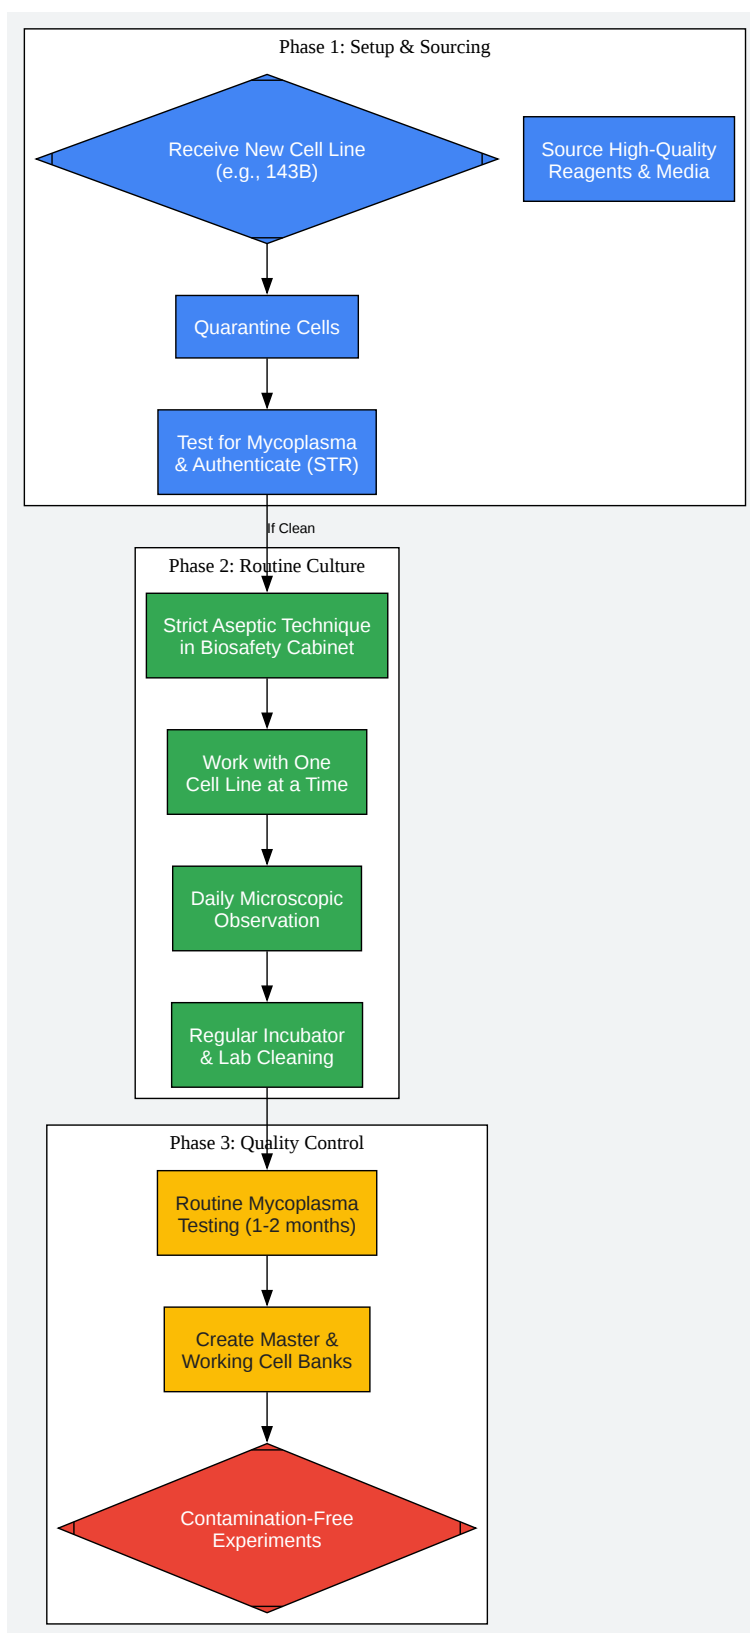 Phase 1: Setup & Sourcing
Receive New Cell Line
(e.g., 143B)
Source High-Quality
Reagents & Media
Quarantine Cells
Test for Mycoplasma
& Authenticate (STR)
If Clean
Phase 2: Routine Culture
Strict Aseptic Technique
in Biosafety Cabinet
Work with One
Cell Line at a Time
Daily Microscopic
Observation
Regular Incubator
& Lab Cleaning
Phase 3: Quality Control
Routine Mycoplasma
Testing (1-2 months)
Create Master &
Working Cell Banks
Contamination-Free
Experiments